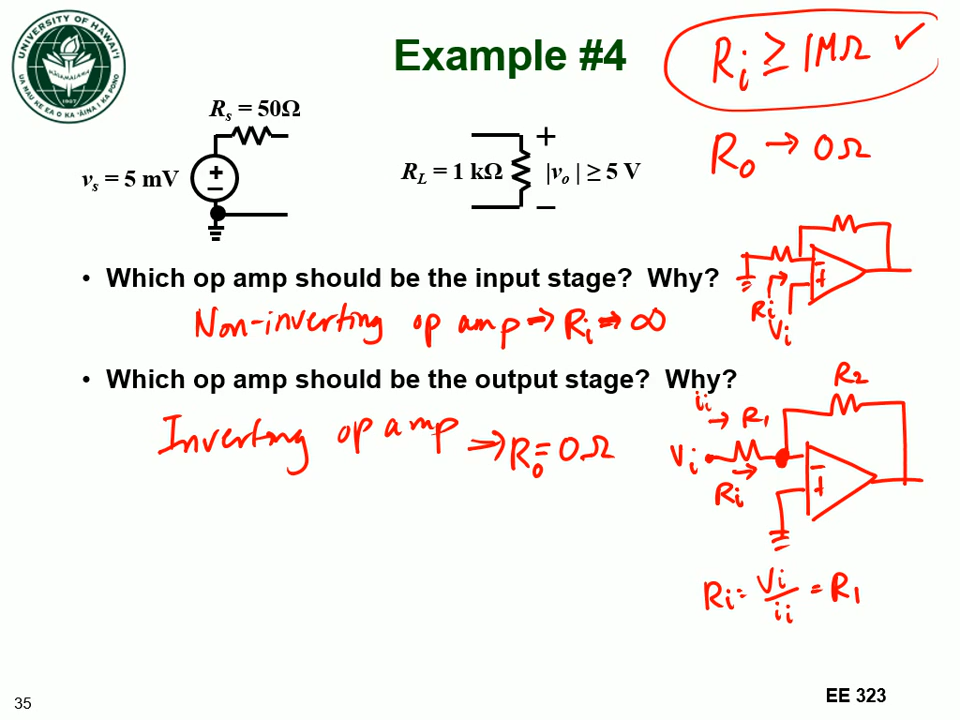 UNIVERSITY OF HAWAI'I
UA MAU KE EA O KA 'ĀINA I KA PONO
MĀLAMALAMA
1907
Example #4
Ri ≥ 1MΩ ✓
Ro → 0Ω
Rs = 50Ω
vs = 5 mV
+
−
RL = 1 kΩ
+
|vo| ≥ 5 V
−
• Which op amp should be the input stage? Why?
Non-inverting op amp → Ri → ∞
−
+
Ri
Vi
• Which op amp should be the output stage? Why?
Inverting op amp → Ro = 0Ω
R2
ii → R1
Vi
Ri
−
+
Ri = Vi/ii = R1
35
EE 323